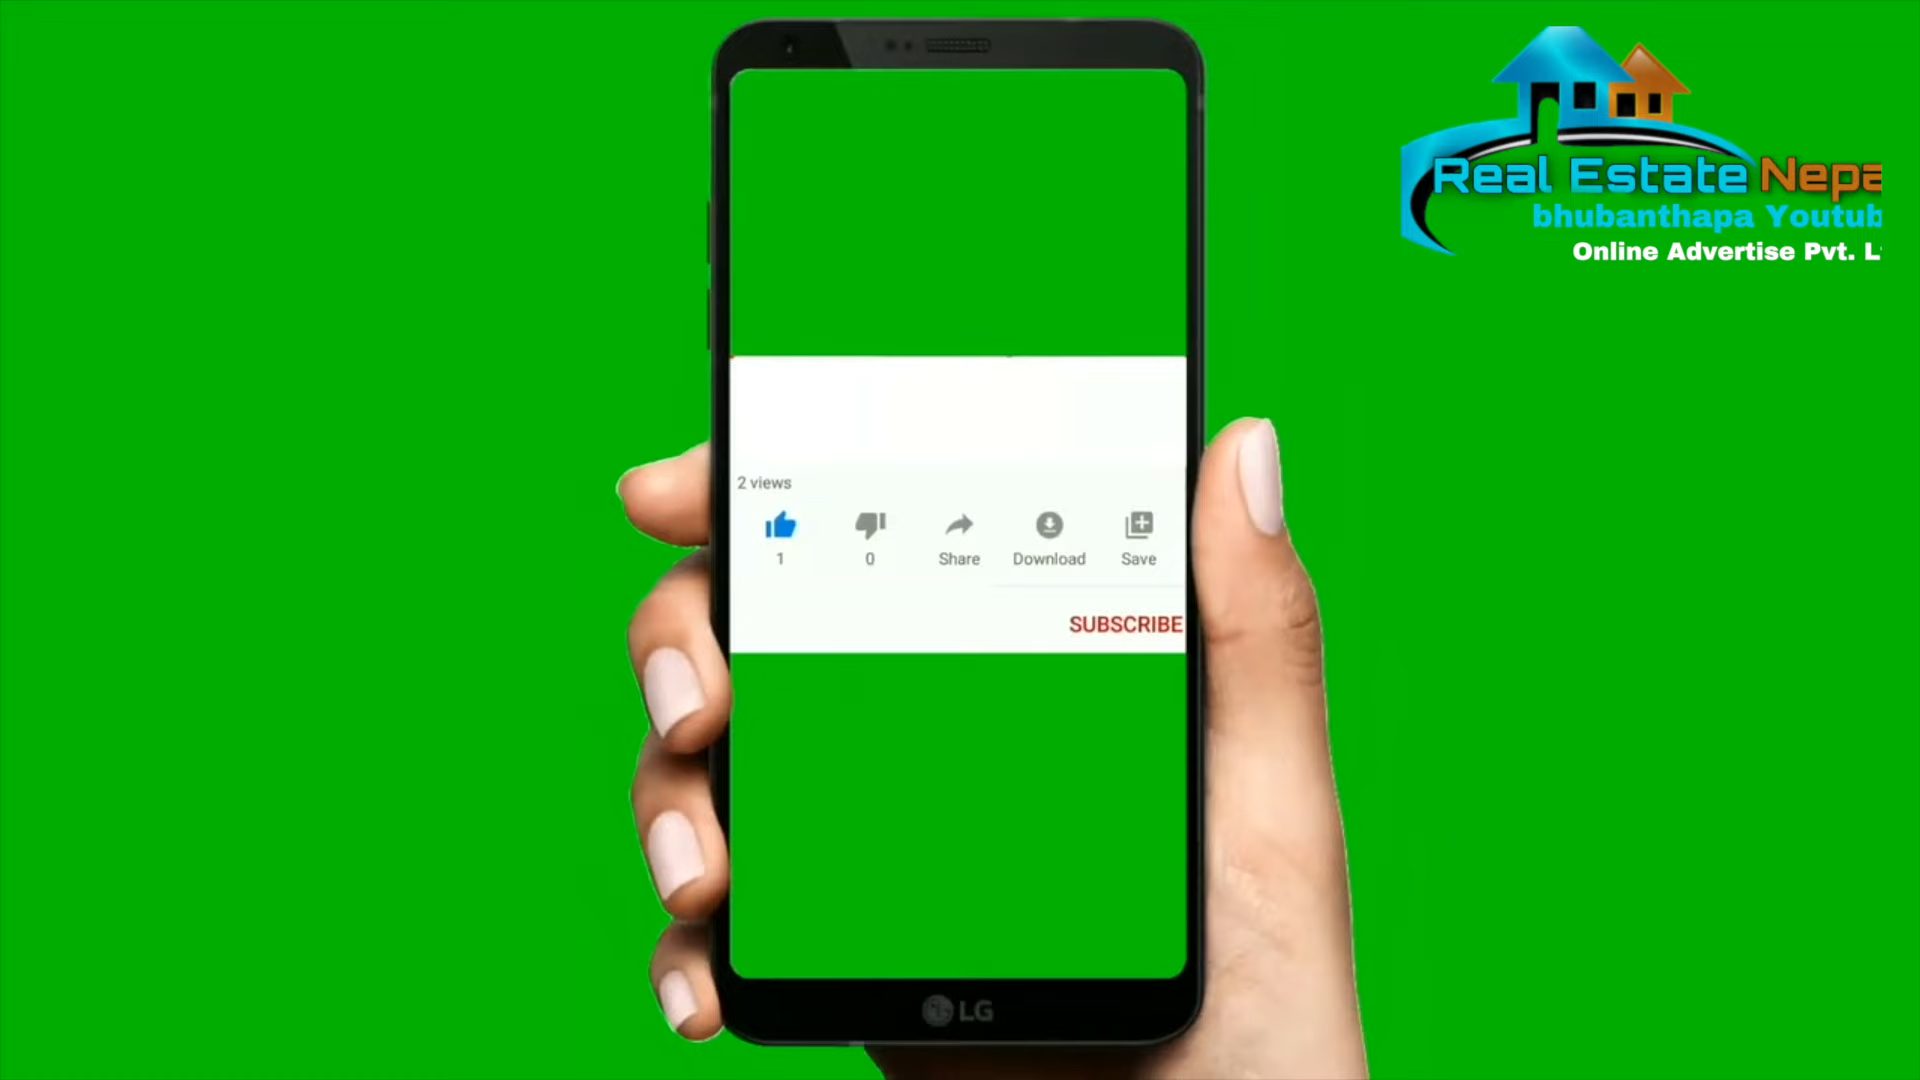 Real Estate Nepa
bhubanthapa Youtub
Online Advertise Pvt. L
2 views
1
0
Share
Download
Save
SUBSCRIBE
LG